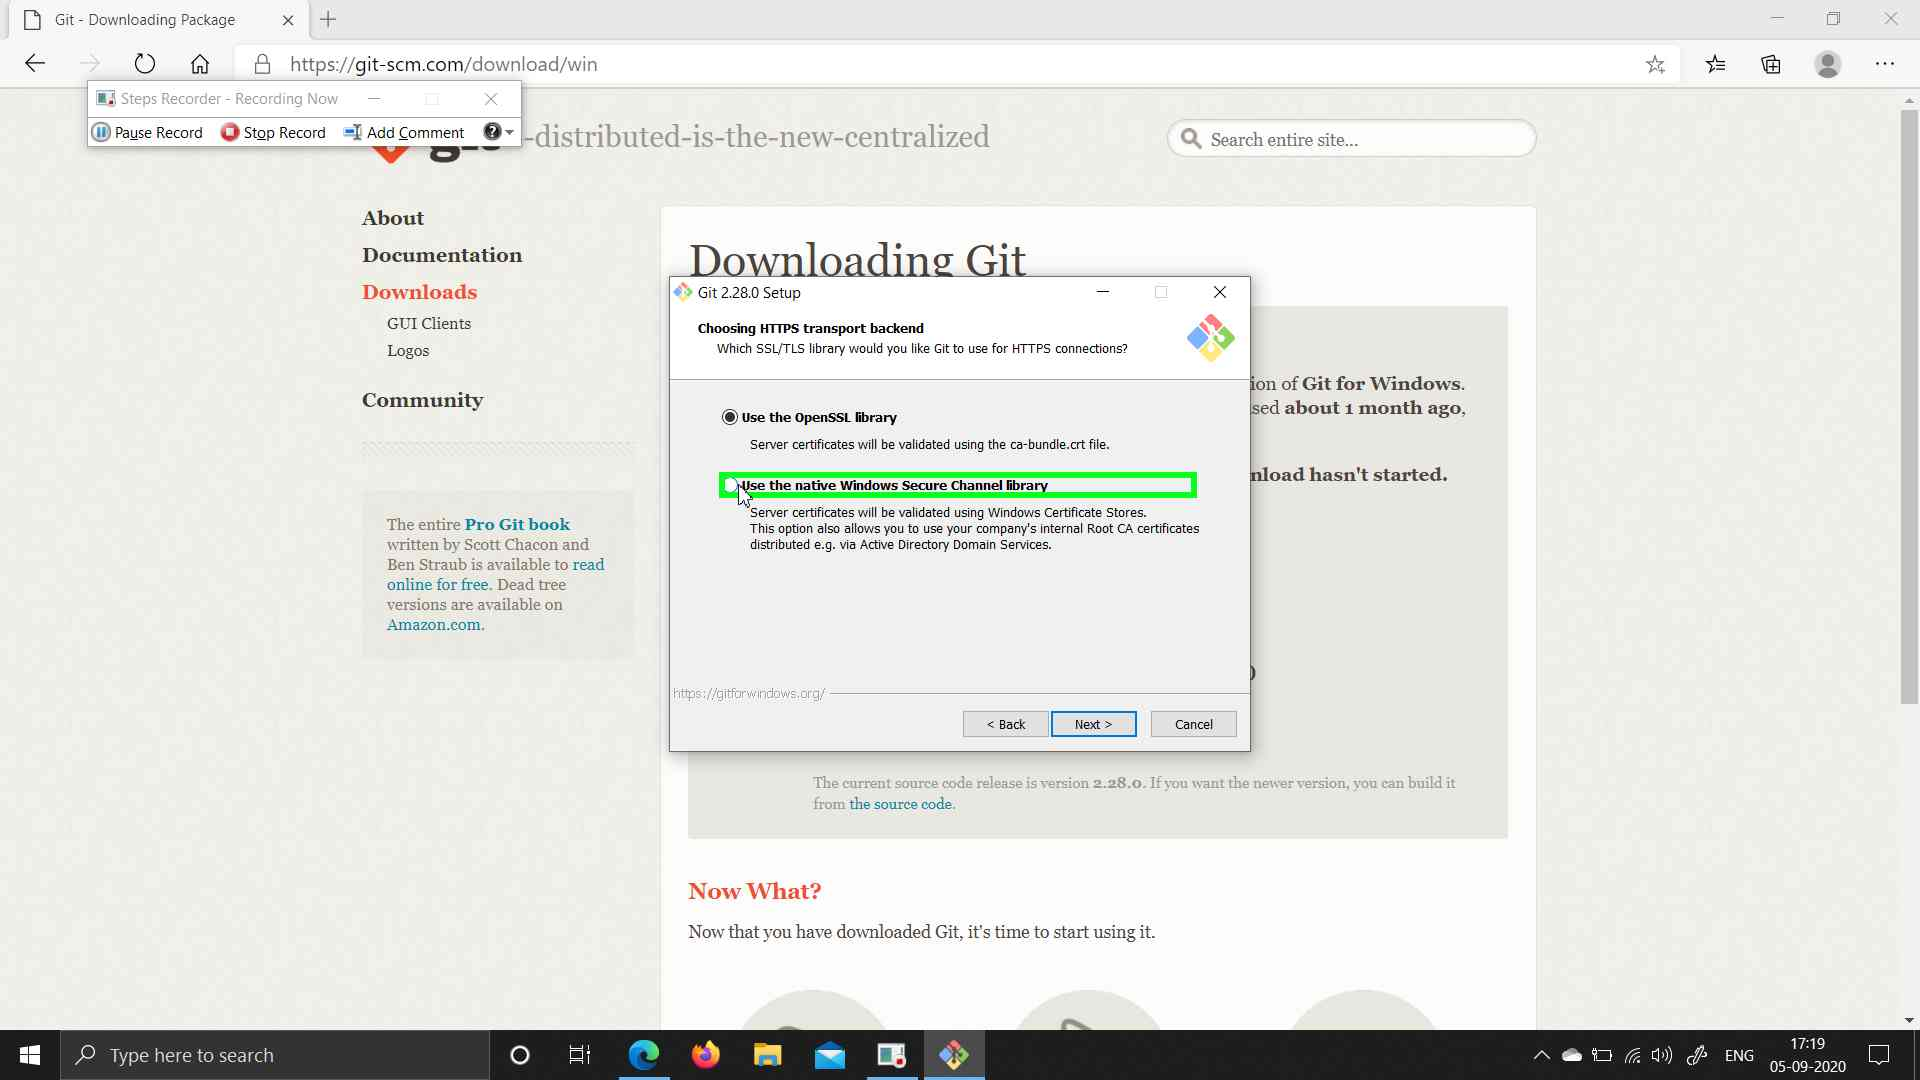 Git - Downloading Package
https://git-scm.com/download/win
Steps Recorder - Recording Now
Pause Record
Stop Record
Add Comment
-distributed-is-the-new-centralized
Search entire site...
About
Documentation
Downloads
GUI Clients
Logos
Community
The entire Pro Git book
written by Scott Chacon and
Ben Straub is available to read
online for free. Dead tree
versions are available on
Amazon.com.
Downloading Git
ion of Git for Windows.
sed about 1 month ago,
nload hasn't started.
Git 2.28.0 Setup
Choosing HTTPS transport backend
Which SSL/TLS library would you like Git to use for HTTPS connections?
Use the OpenSSL library
Server certificates will be validated using the ca-bundle.crt file.
Use the native Windows Secure Channel library
Server certificates will be validated using Windows Certificate Stores.
This option also allows you to use your company's internal Root CA certificates
distributed e.g. via Active Directory Domain Services.
https://gitforwindows.org/
< Back
Next >
Cancel
The current source code release is version 2.28.0. If you want the newer version, you can build it
from the source code.
Now What?
Now that you have downloaded Git, it's time to start using it.
Type here to search
ENG
17:19
05-09-2020